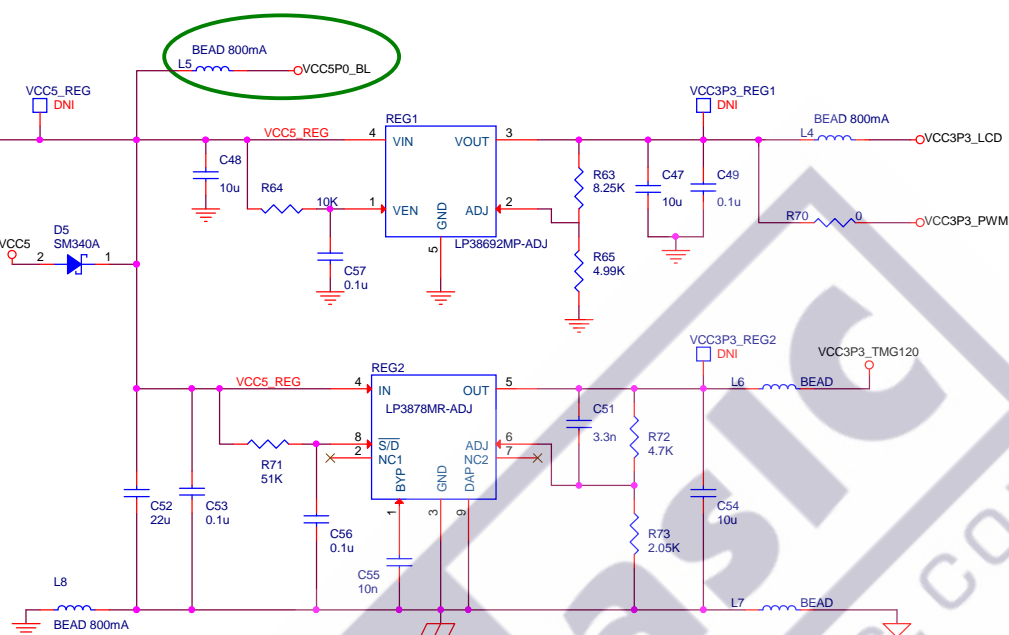 BEAD 800mA
L5
VCC5P0_BL
VCC5_REG
DNI
VCC3P3_REG1
DNI
REG1
VCC5_REG
4
VIN
VOUT
3
L4
BEAD 800mA
VCC3P3_LCD
C48
10u
R64
10K
1
VEN
GND
ADJ
2
5
LP38692MP-ADJ
R63
8.25K
C47
10u
C49
0.1u
R70
0
VCC3P3_PWM
VCC5
2
D5
SM340A
1
C57
0.1u
R65
4.99K
VCC3P3_REG2
DNI
VCC3P3_TMG120
REG2
VCC5_REG
4
IN
OUT
5
L6
BEAD
LP3878MR-ADJ
C51
3.3n
R72
4.7K
R71
51K
8
S/D
2
NC1
ADJ
6
NC2
7
BYP
GND
DAP
1
3
9
C52
22u
C53
0.1u
C56
0.1u
C55
10n
R73
2.05K
C54
10u
L8
BEAD 800mA
L7
BEAD
asic